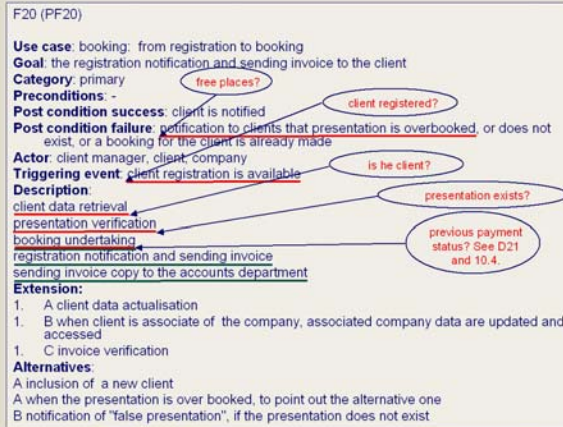 F20 (PF20)
Use case: booking: from registration to booking
Goal: the registration notification and sending invoice to the client
Category: primary
free places?
Preconditions: -
client registered?
Post condition success: client is notified
Post condition failure: notification to clients that presentation is overbooked, or does not
exist, or a booking for the client is already made
Actor: client manager, client, company
is he client?
Triggering event: client registration is available
Description:
presentation exists?
client data retrieval
presentation verification
booking undertaking
previous payment
status? See D21
and 10.4.
registration notification and sending invoice
sending invoice copy to the accounts department
Extension:
1. A client data actualisation
1. B when client is associate of the company, associated company data are updated and
accessed
1. C invoice verification
Alternatives:
A inclusion of a new client
A when the presentation is over booked, to point out the alternative one
B notification of "false presentation", if the presentation does not exist